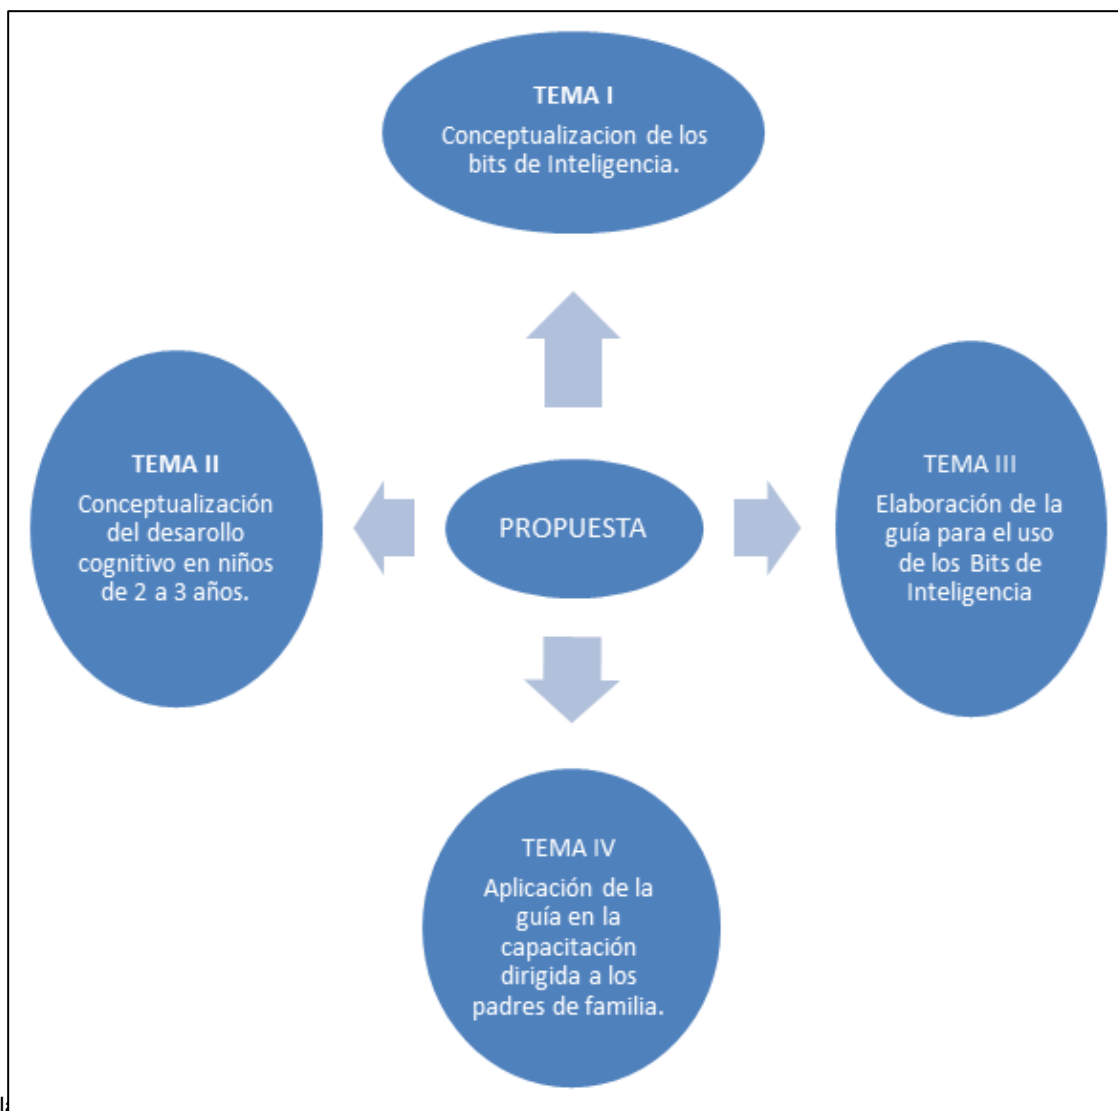 TEMA I
Conceptualizacion de los
bits de Inteligencia.
TEMA II
Conceptualización
del desarollo
cognitivo en niños
de 2 a 3 años.
PROPUESTA
TEMA III
Elaboración de la
guía para el uso
de los Bits de
Inteligencia
TEMA IV
Aplicación de la
guía en la
capacitación
dirigida a los
padres de familia.